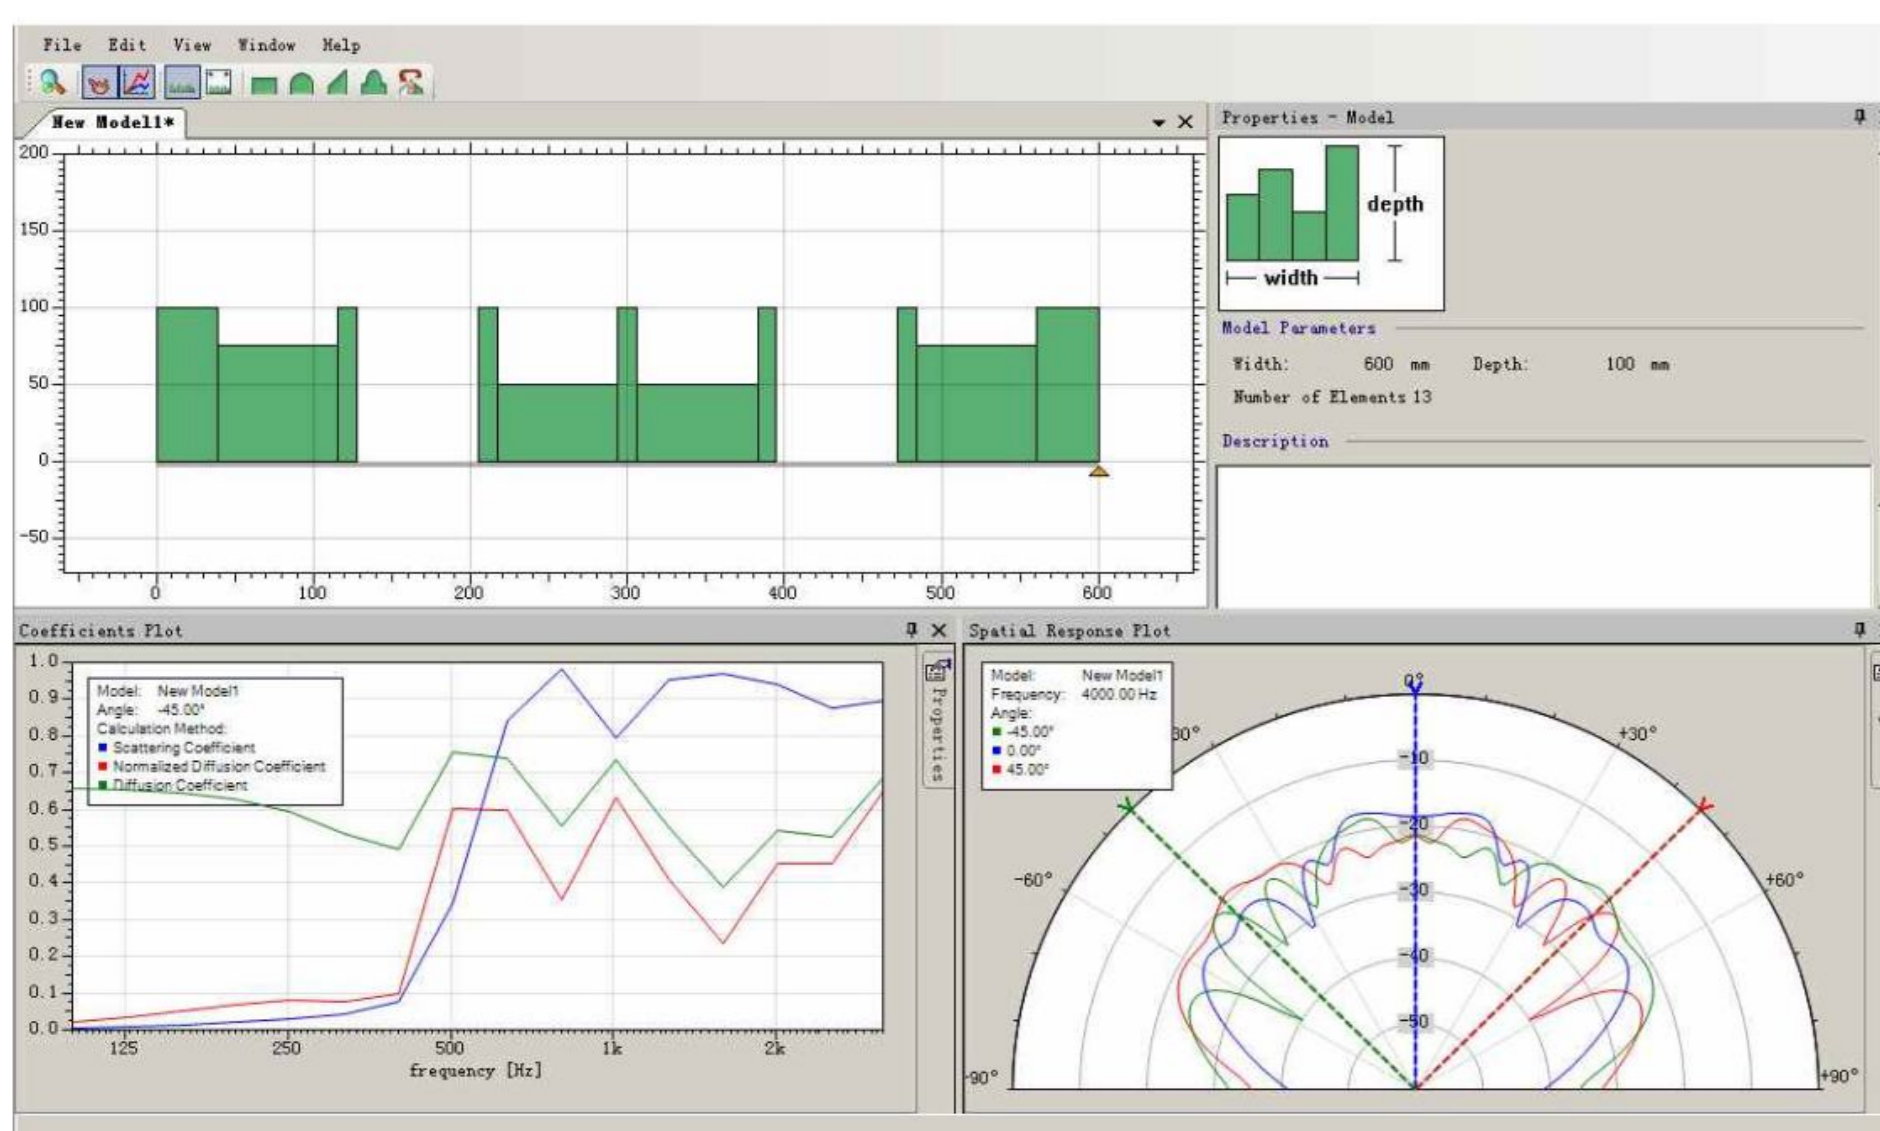 File Edit View Window Help
New Model1*
200
150
100
50
0
-50
0 100 200 300 400 500 600
Properties - Model
depth
width
Model Parameters
Width: 600 mm Depth: 100 mm
Number of Elements 13
Description
Coefficients Plot
1.0
0.9
0.8
0.7
0.6
0.5
0.4
0.3
0.2
0.1
0.0
Model: New Model1
Angle: -45.00°
Calculation Method:
Scattering Coefficient
Normalized Diffusion Coefficient
Diffusion Coefficient
125 250 500 1k 2k
frequency [Hz]
Properties
Spatial Response Plot
Model: New Model1
Frequency: 4000.00 Hz
Angle:
-45.00°
0.00°
45.00°
0°
30° +30°
-60° +60°
-90° +90°
-10
-20
-30
-40
-50